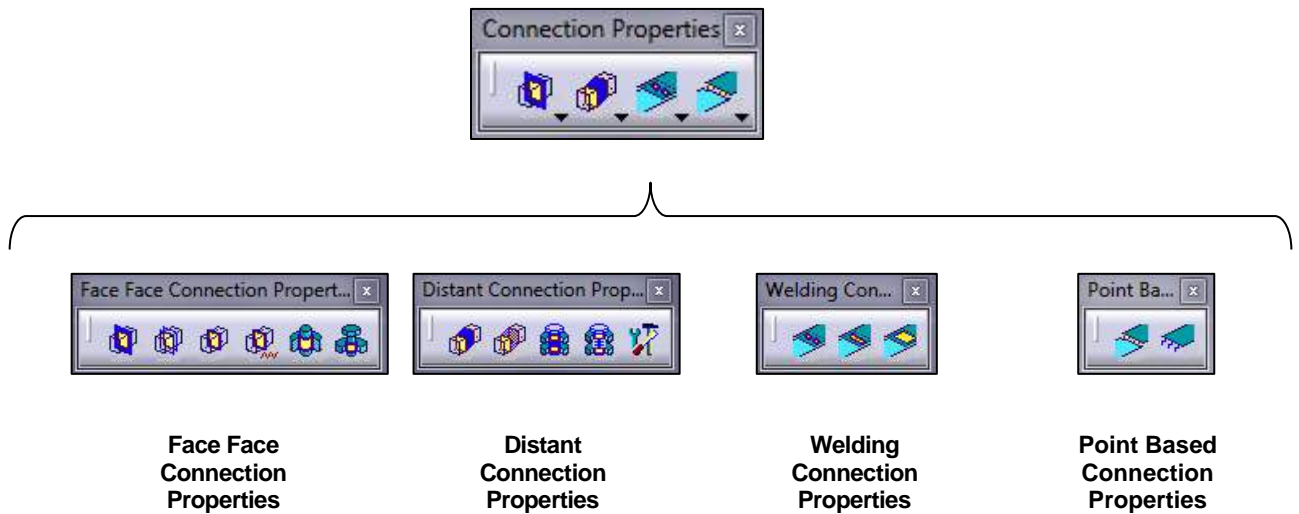 Connection Properties
Face Face Connection Propert...
Distant Connection Prop...
Welding Con...
Point Ba...
Face Face
Connection
Properties
Distant
Connection
Properties
Welding
Connection
Properties
Point Based
Connection
Properties